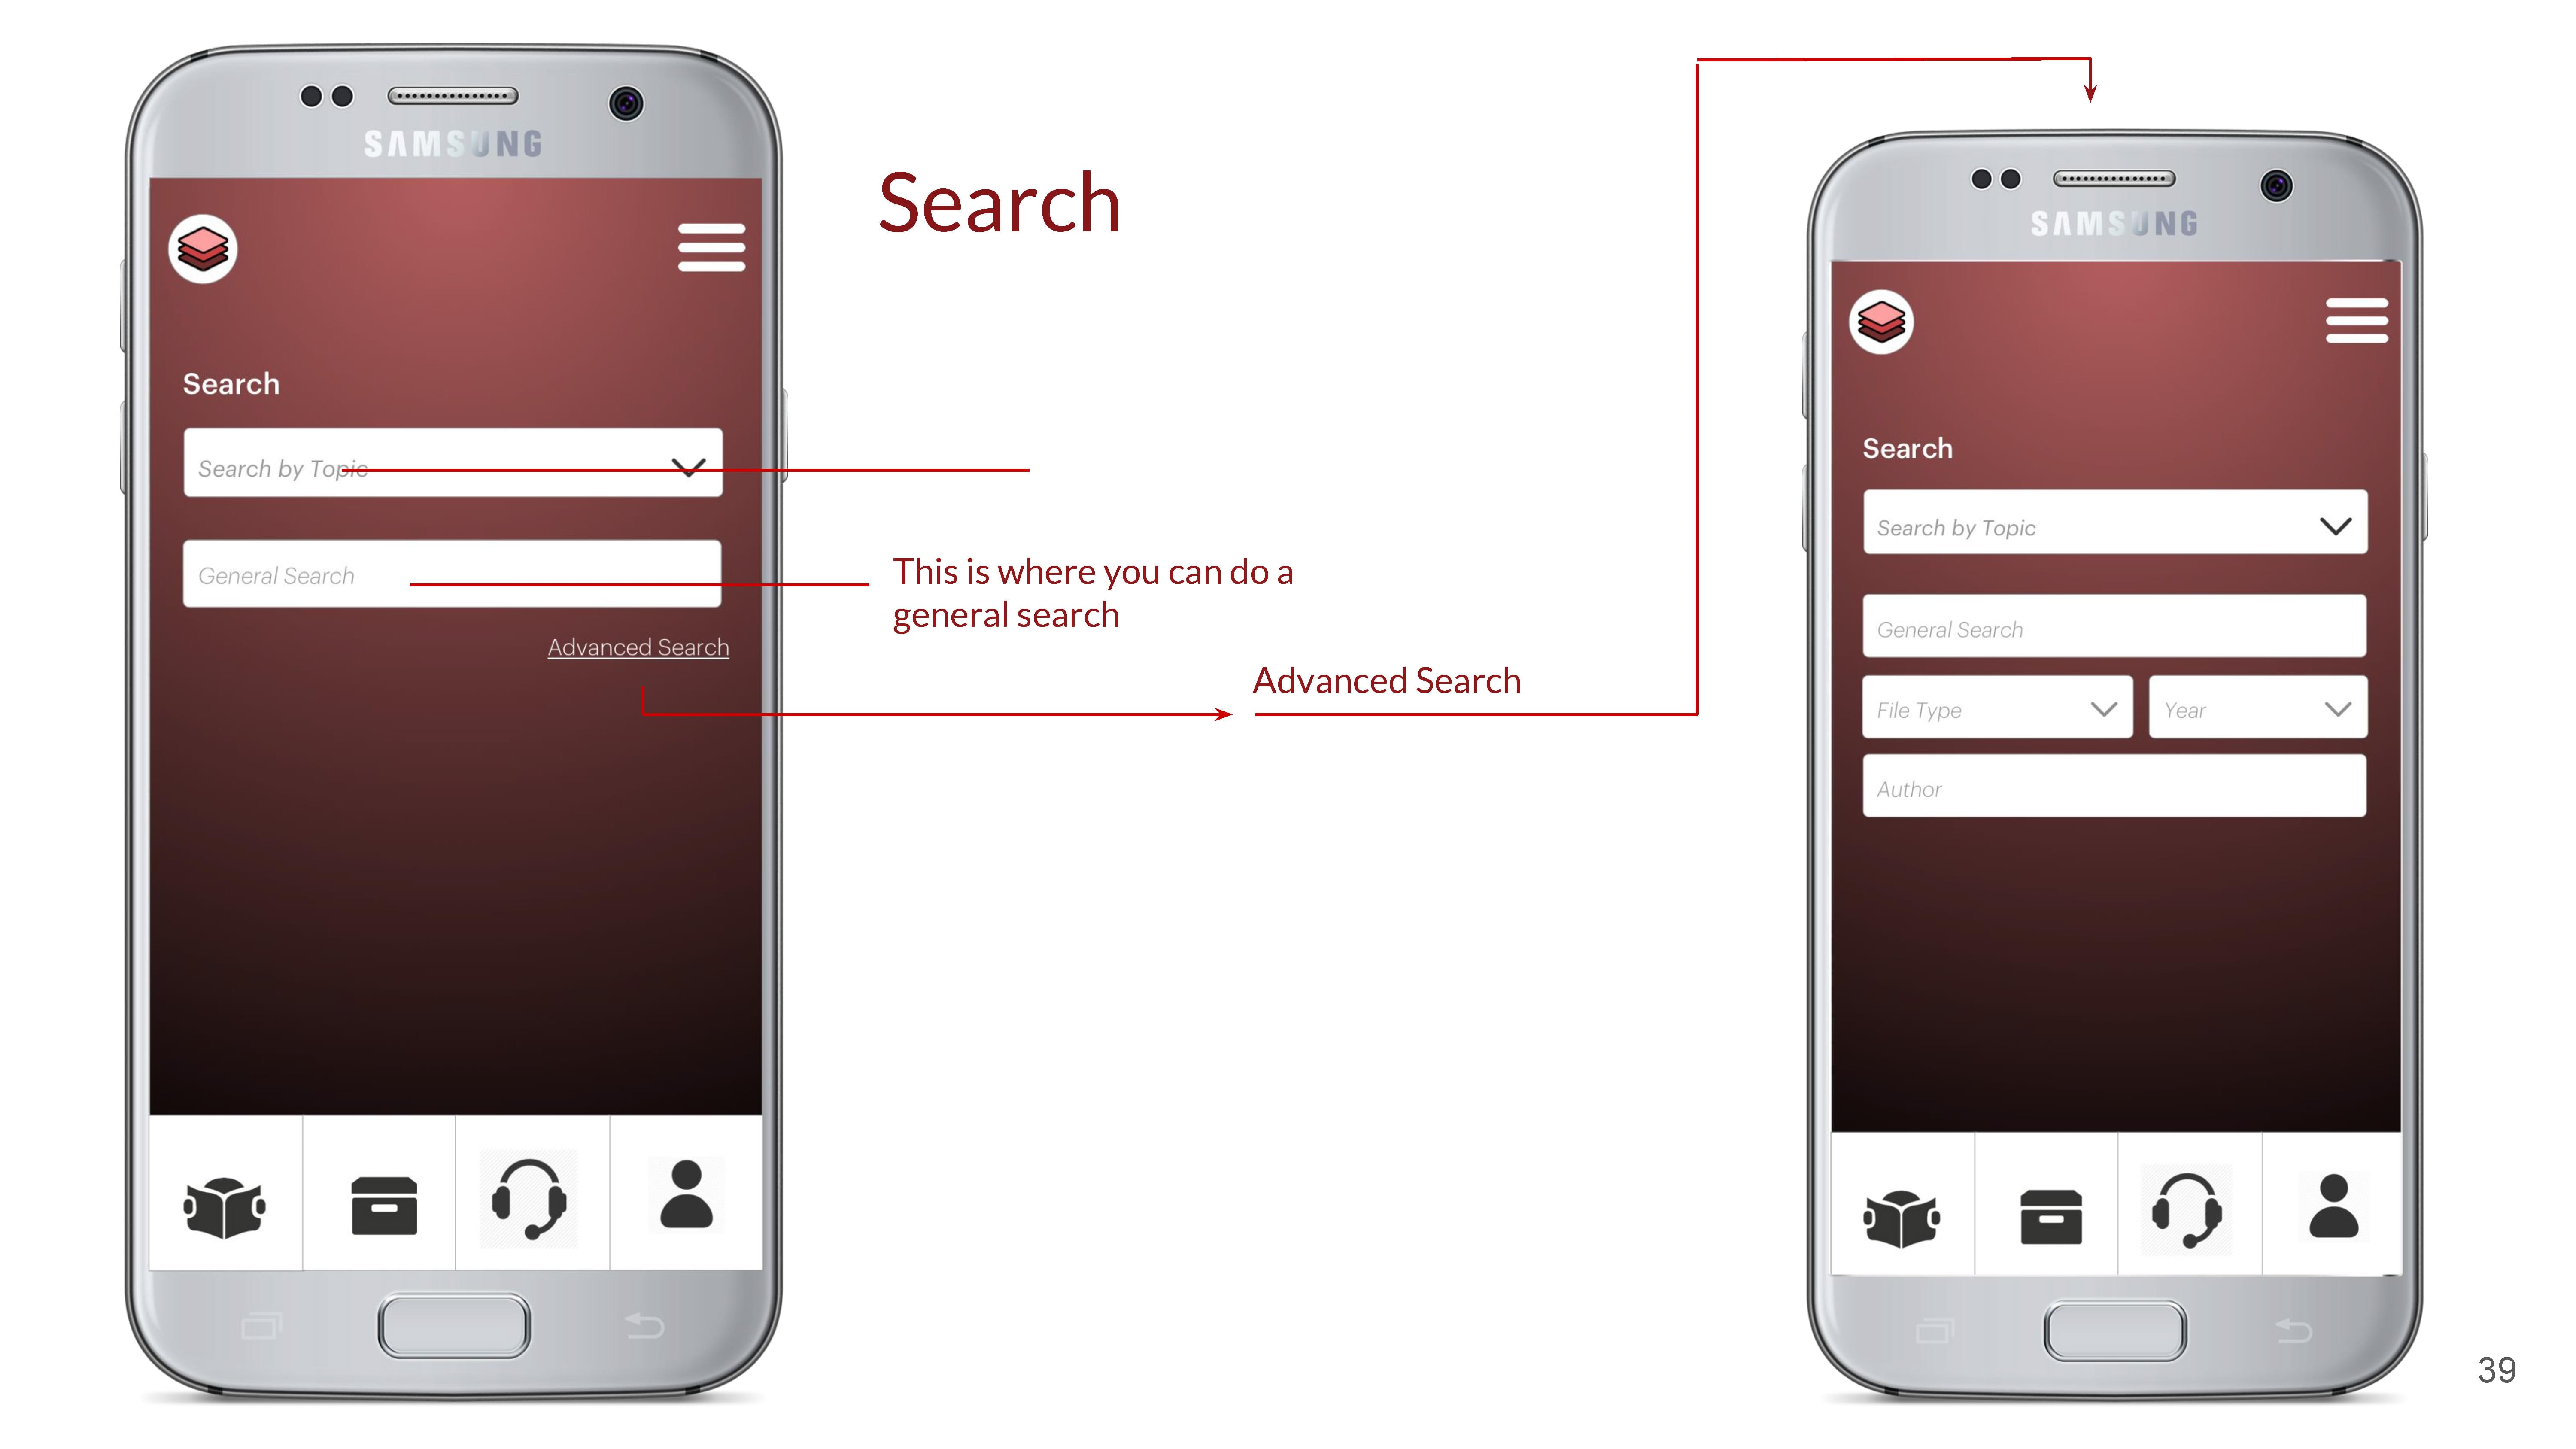 SAMSUNG
Search
Search by Topic
General Search
Advanced Search
Search
This is where you can do a
general search
Advanced Search
SAMSUNG
Search
Search by Topic
General Search
File Type
Year
Author
39